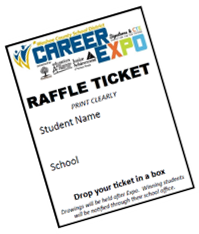 CAREER
EXPO
RAFFLE TICKET
PRINT CLEARLY
Student Name
School
Drop your ticket in a box
Drawings will be held after Expo. Winning students
will be notified through their school office.